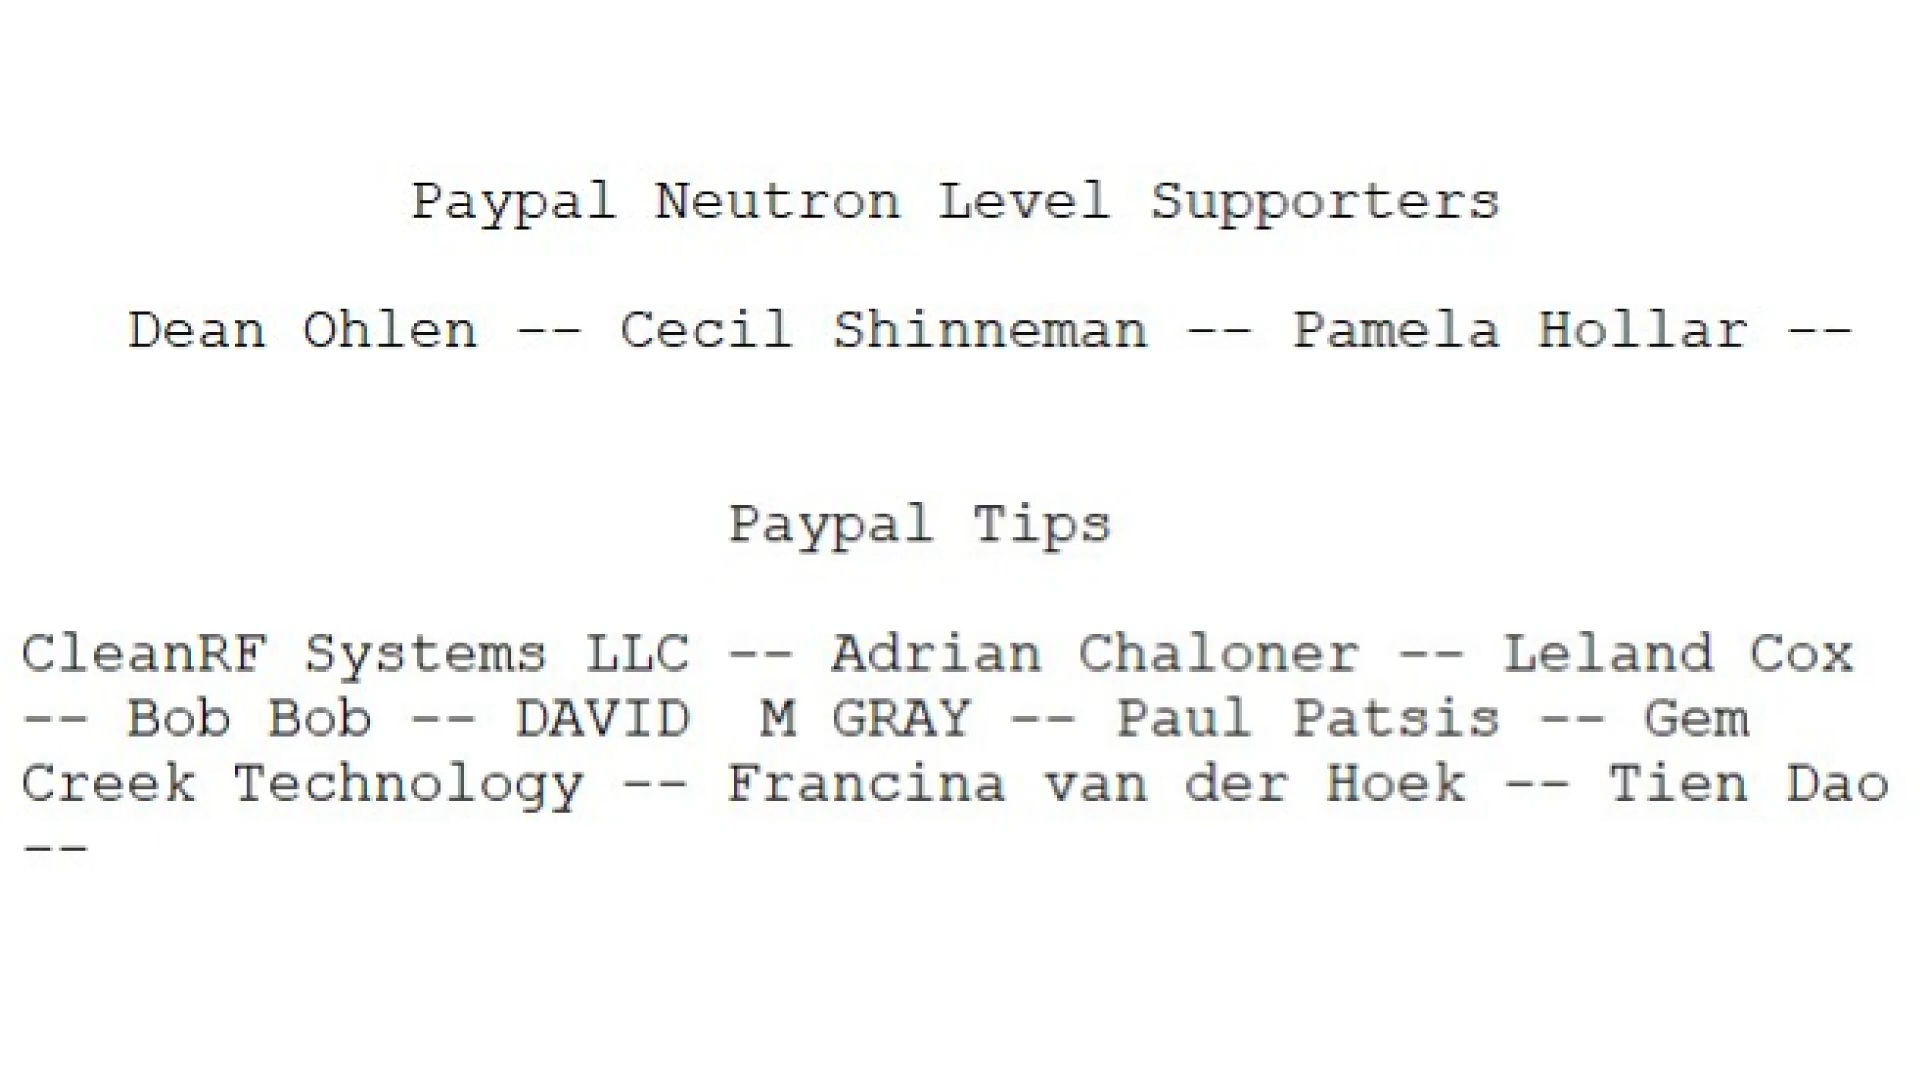 Paypal Neutron Level Supporters
Dean Ohlen -- Cecil Shinneman -- Pamela Hollar --
Paypal Tips
CleanRF Systems LLC -- Adrian Chaloner -- Leland Cox
-- Bob Bob -- DAVID  M GRAY -- Paul Patsis -- Gem
Creek Technology -- Francina van der Hoek -- Tien Dao
--